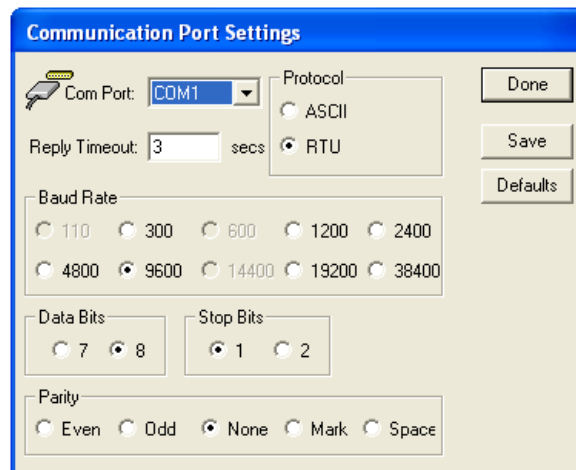 Communication Port Settings
Com Port: COM1
Reply Timeout: 3 secs
Protocol
ASCII
RTU
Done
Save
Defaults
Baud Rate
110 300 600 1200 2400
4800 9600 14400 19200 38400
Data Bits
7 8
Stop Bits
1 2
Parity
Even Odd None Mark Space